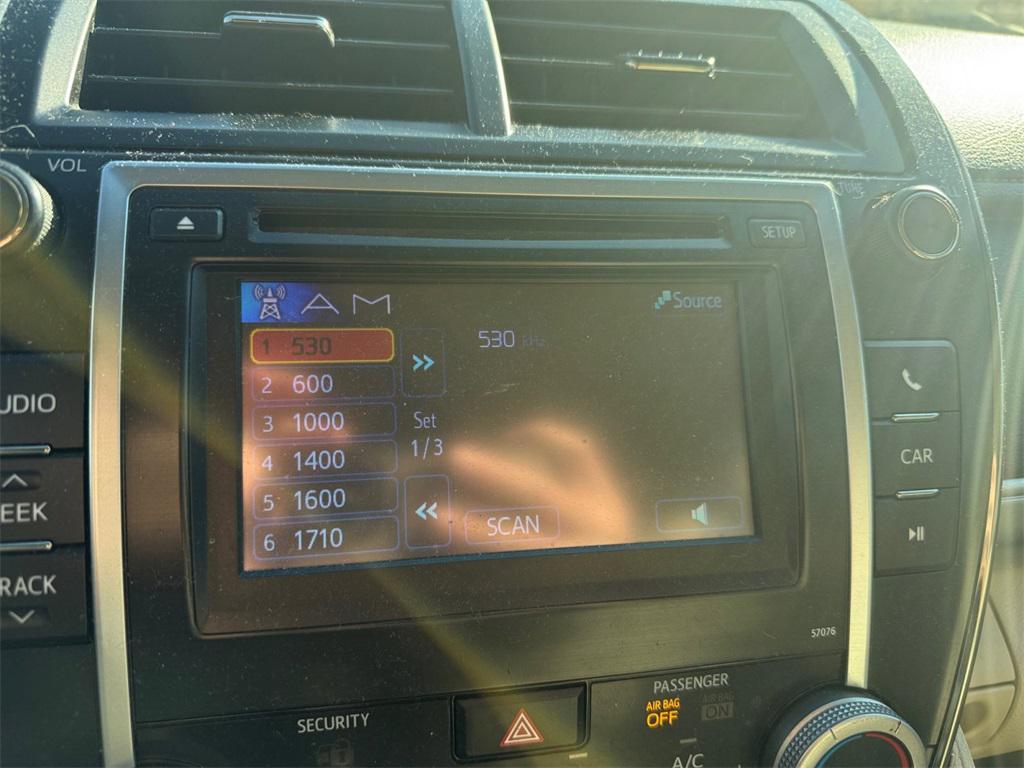 VOL
TUNE
SETUP
AM
Source
1 530
530 kHz
2 600
3 1000
Set
1/3
4 1400
5 1600
6 1710
SCAN
UDIO
EEK
RACK
CAR
57076
PASSENGER
AIR BAG
OFF
AIR BAG
ON
SECURITY
A/C